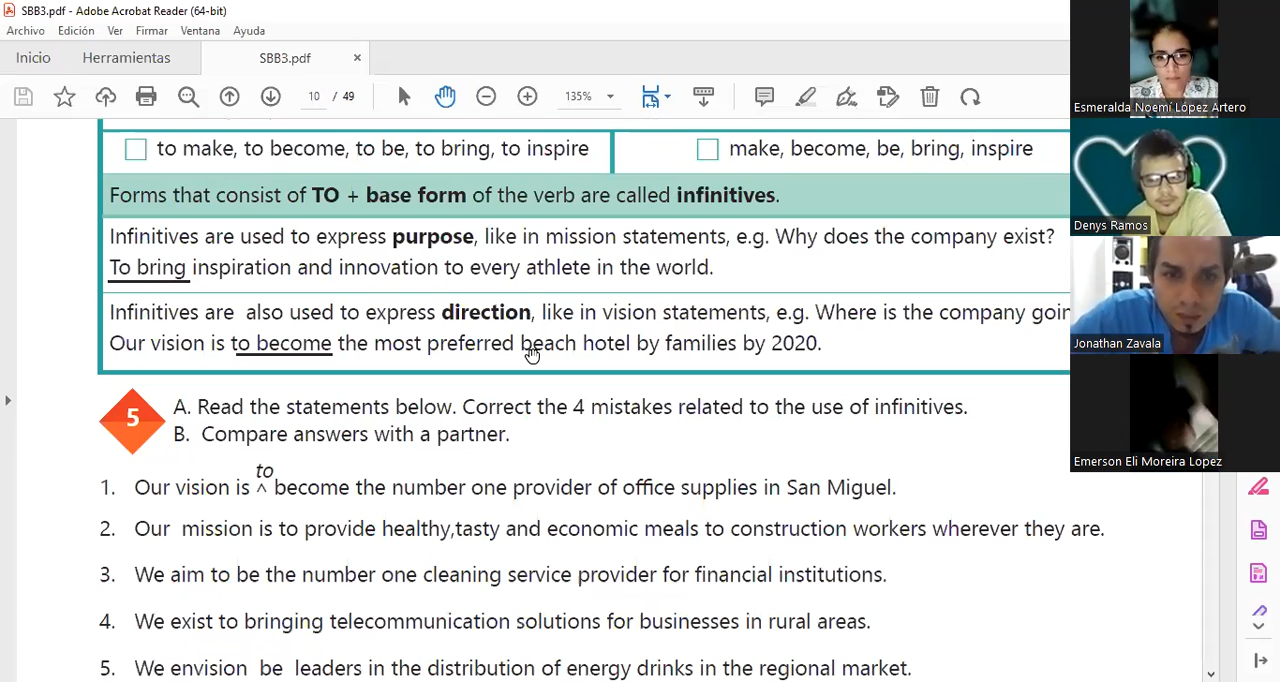 SBB3.pdf - Adobe Acrobat Reader (64-bit)
Archivo Edición Ver Firmar Ventana Ayuda
Inicio Herramientas SBB3.pdf ×
10 / 49 135%
to make, to become, to be, to bring, to inspire
make, become, be, bring, inspire
Forms that consist of TO + base form of the verb are called infinitives.
Infinitives are used to express purpose, like in mission statements, e.g. Why does the company exist?
To bring inspiration and innovation to every athlete in the world.
Infinitives are also used to express direction, like in vision statements, e.g. Where is the company goin
Our vision is to become the most preferred beach hotel by families by 2020.
5
A. Read the statements below. Correct the 4 mistakes related to the use of infinitives.
B. Compare answers with a partner.
to
1. Our vision is ^ become the number one provider of office supplies in San Miguel.
2. Our mission is to provide healthy,tasty and economic meals to construction workers wherever they are.
3. We aim to be the number one cleaning service provider for financial institutions.
4. We exist to bringing telecommunication solutions for businesses in rural areas.
5. We envision be leaders in the distribution of energy drinks in the regional market.
Esmeralda Noemí López Artero
Denys Ramos
Jonathan Zavala
Emerson Eli Moreira Lopez